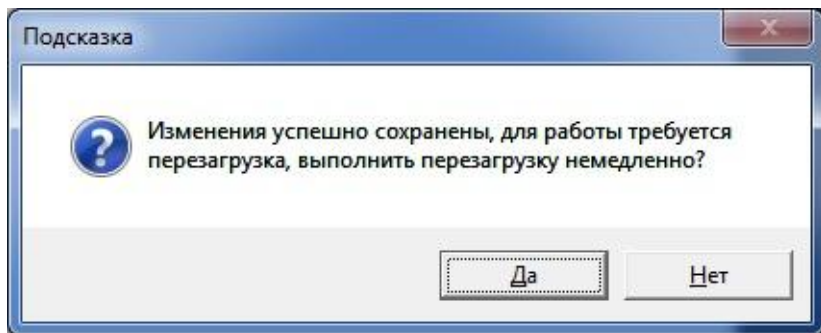 Подсказка
Изменения успешно сохранены, для работы требуется
перезагрузка, выполнить перезагрузку немедленно?
Да
Нет